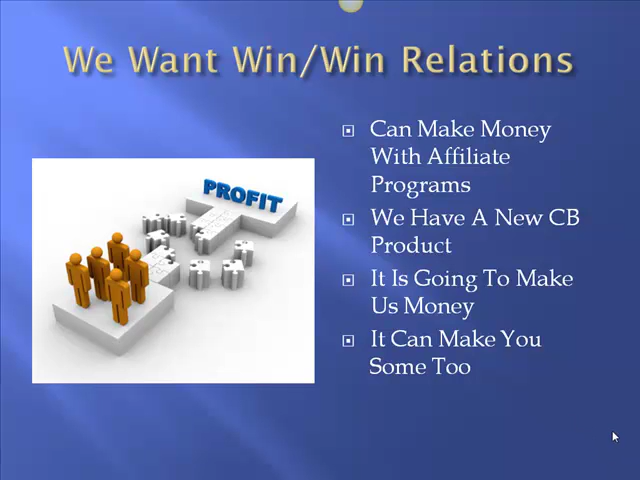 We Want Win/Win Relations
PROFIT
Can Make Money
With Affiliate
Programs
We Have A New CB
Product
It Is Going To Make
Us Money
It Can Make You
Some Too